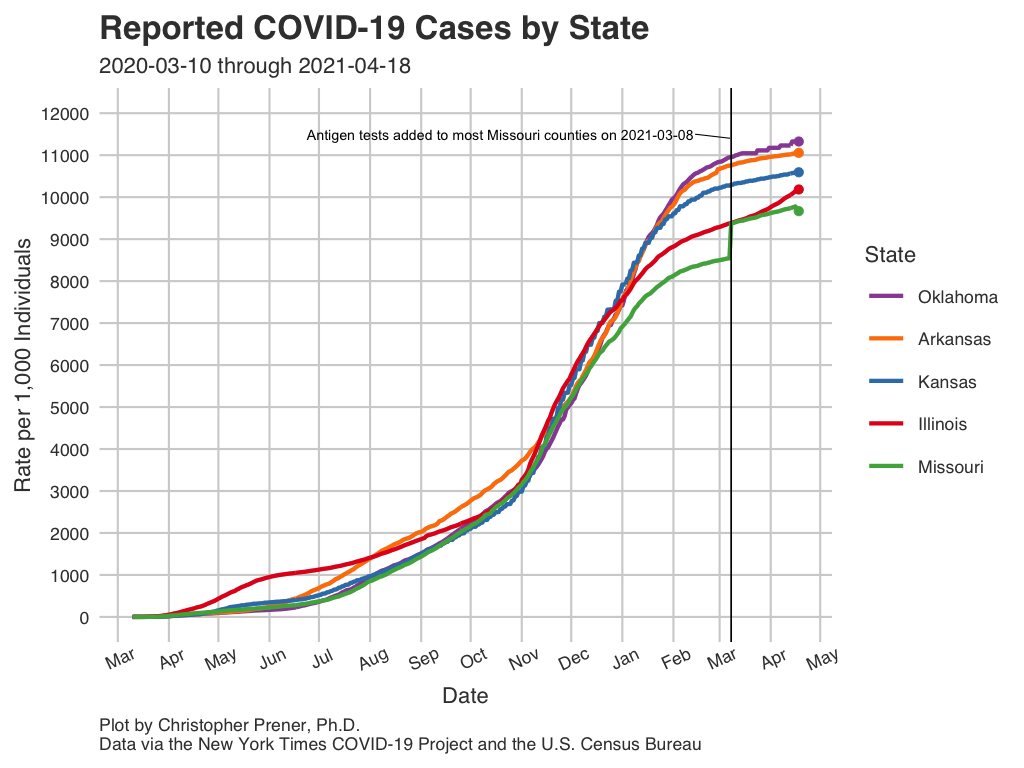 Reported COVID-19 Cases by State
2020-03-10 through 2021-04-18
12000
11000
10000
9000
8000
7000
6000
5000
4000
3000
2000
1000
0
Rate per 1,000 Individuals
Antigen tests added to most Missouri counties on 2021-03-08
Mar Apr May Jun Jul Aug Sep Oct Nov Dec Jan Feb Mar Apr May
Date
State
Oklahoma
Arkansas
Kansas
Illinois
Missouri
Plot by Christopher Prener, Ph.D.
Data via the New York Times COVID-19 Project and the U.S. Census Bureau